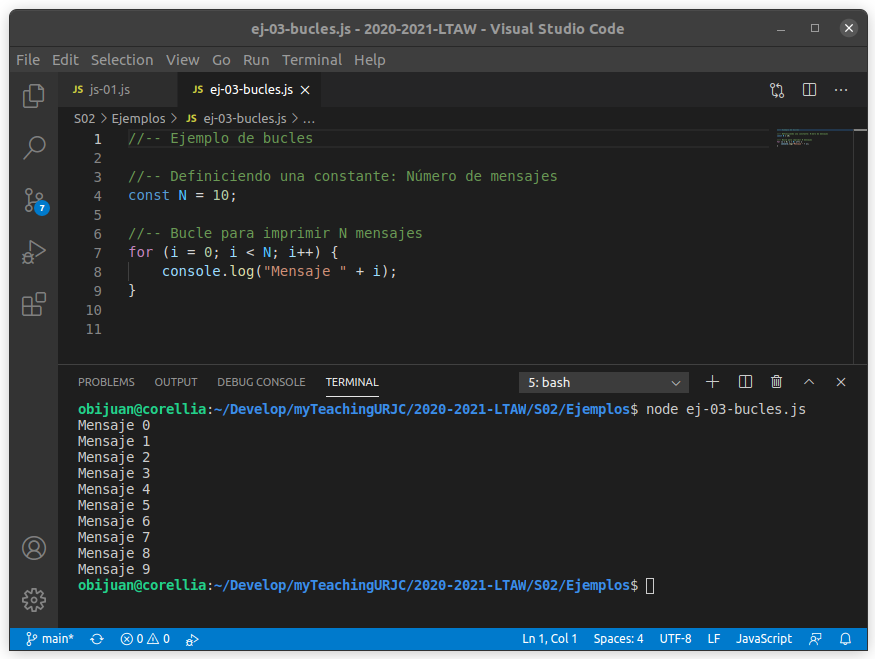 ej-03-bucles.js - 2020-2021-LTAW - Visual Studio Code
File Edit Selection View Go Run Terminal Help
JS js-01.js JS ej-03-bucles.js
S02 > Ejemplos > JS ej-03-bucles.js > ...
1 //-- Ejemplo de bucles
2
3 //-- Definiciendo una constante: Número de mensajes
4 const N = 10;
5
6 //-- Bucle para imprimir N mensajes
7 for (i = 0; i < N; i++) {
8     console.log("Mensaje " + i);
9 }
10
11
7
PROBLEMS OUTPUT DEBUG CONSOLE TERMINAL 5: bash
obijuan@corellia:~/Develop/myTeachingURJC/2020-2021-LTAW/S02/Ejemplos$ node ej-03-bucles.js
Mensaje 0
Mensaje 1
Mensaje 2
Mensaje 3
Mensaje 4
Mensaje 5
Mensaje 6
Mensaje 7
Mensaje 8
Mensaje 9
obijuan@corellia:~/Develop/myTeachingURJC/2020-2021-LTAW/S02/Ejemplos$
main* 0 0 Ln 1, Col 1 Spaces: 4 UTF-8 LF JavaScript